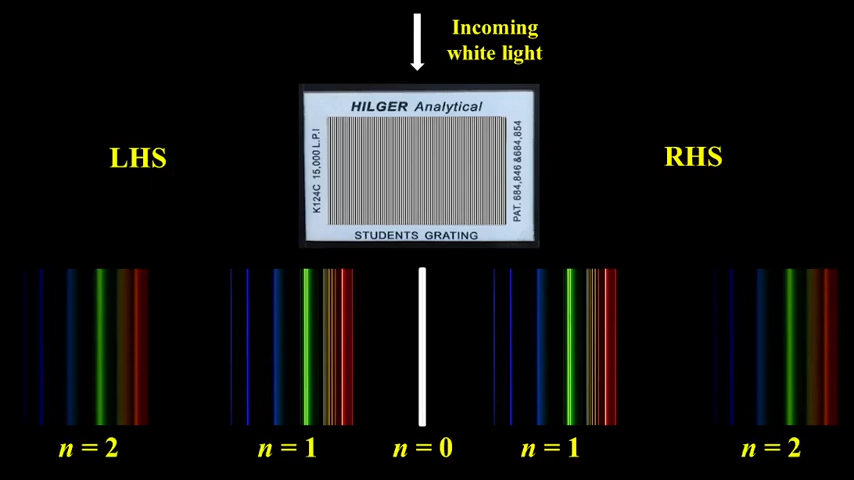 Incoming
white light
HILGER Analytical
LHS
RHS
K124C 15,000 L.P.I
PAT. 684,846 & 684,854
STUDENTS GRATING
n = 2
n = 1
n = 0
n = 1
n = 2